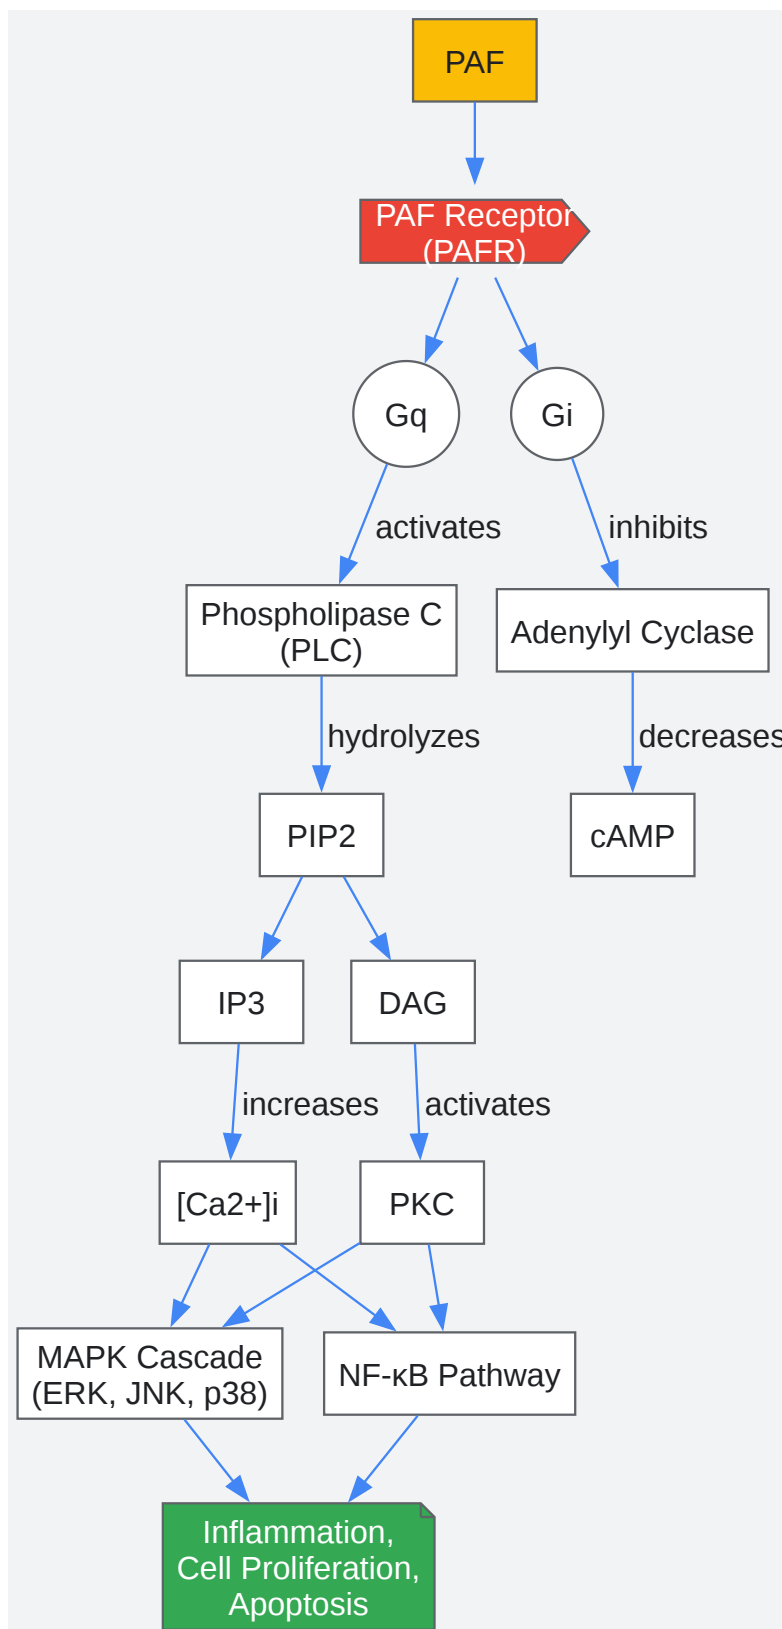 PAF
PAF Receptor
(PAFR)
Gq
Gi
activates
inhibits
Phospholipase C
(PLC)
Adenylyl Cyclase
hydrolyzes
decreases
PIP2
cAMP
IP3
DAG
increases
activates
[Ca2+]i
PKC
MAPK Cascade
(ERK, JNK, p38)
NF-κB Pathway
Inflammation,
Cell Proliferation,
Apoptosis